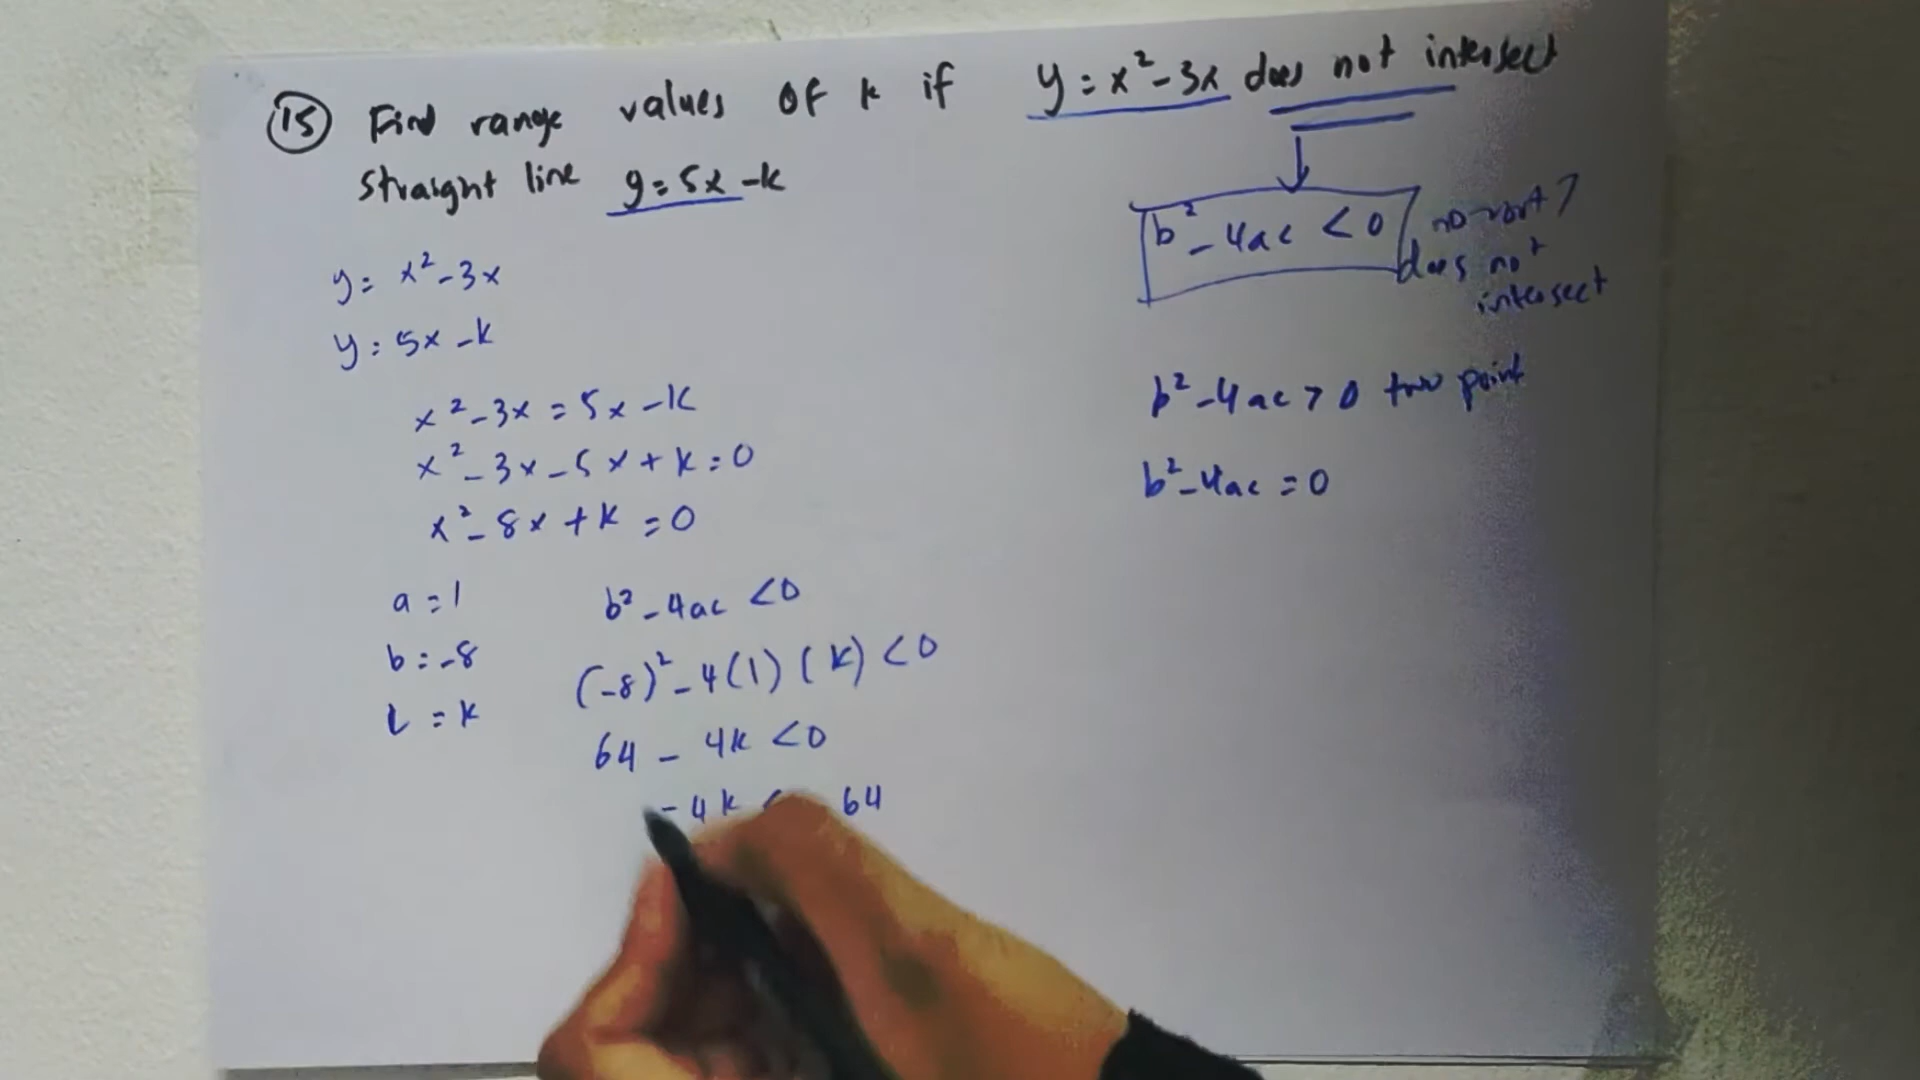 15 Find range values of k if y = x² - 3x does not intersect
straight line y = 5x - k
b² - 4ac < 0
does not
intersect
y = x² - 3x
y = 5x - k
x² - 3x = 5x - k
x² - 3x - 5x + k = 0
x² - 8x + k = 0
b² - 4ac > 0 two point
b² - 4ac = 0
a = 1
b = -8
c = k
b² - 4ac < 0
(-8)² - 4(1)(k) < 0
64 - 4k < 0
-4k < 64